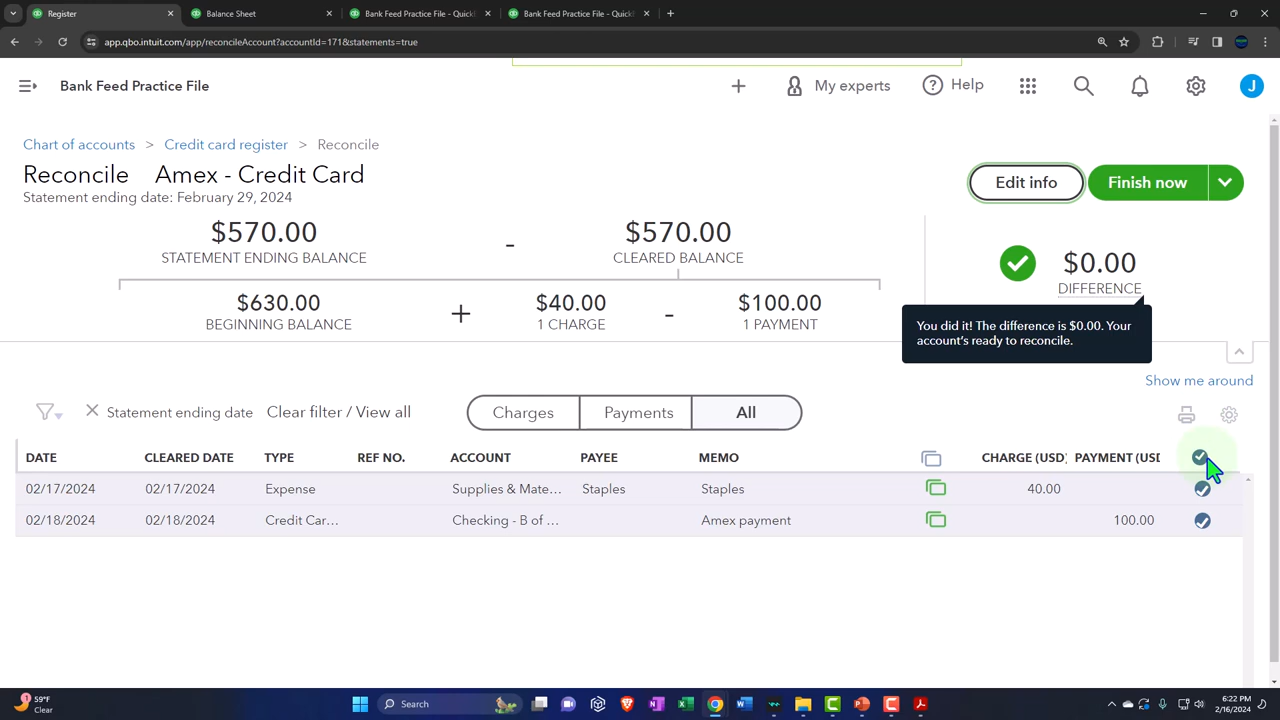 Register
Balance Sheet
Bank Feed Practice File - Quick
Bank Feed Practice File - Quick
app.qbo.intuit.com/app/reconcileAccount?accountId=171&statements=true
Bank Feed Practice File
My experts
Help
J
Chart of accounts > Credit card register > Reconcile
Reconcile Amex - Credit Card
Statement ending date: February 29, 2024
Edit info
Finish now
$570.00 - $570.00
STATEMENT ENDING BALANCE CLEARED BALANCE
$0.00
DIFFERENCE
$630.00 + $40.00 - $100.00
BEGINNING BALANCE 1 CHARGE 1 PAYMENT
You did it! The difference is $0.00. Your
account's ready to reconcile.
Show me around
Statement ending date Clear filter / View all
Charges Payments All
DATE CLEARED DATE TYPE REF NO. ACCOUNT PAYEE MEMO CHARGE (USD) PAYMENT (USD
02/17/2024 02/17/2024 Expense Supplies & Mate... Staples Staples 40.00
02/18/2024 02/18/2024 Credit Car... Checking - B of ... Amex payment 100.00
59°F
Clear
Search
6:22 PM
2/16/2024